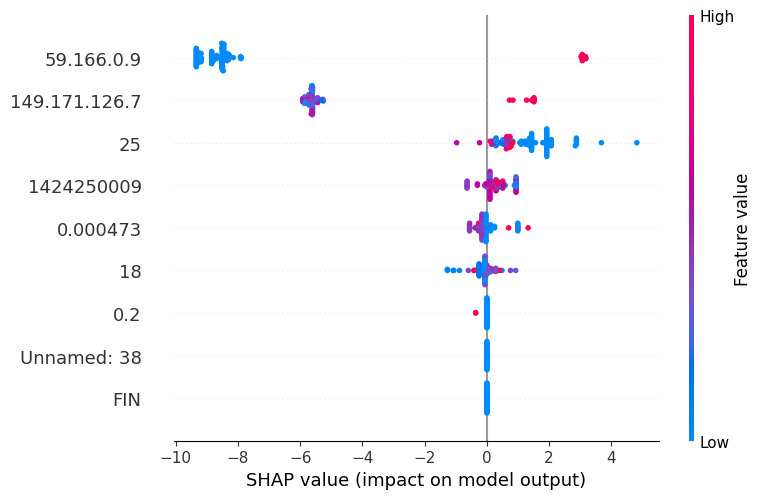 High
59.166.0.9
149.171.126.7
25
1424250009
0.000473
18
0.2
Unnamed: 38
FIN
Feature value
Low
−10 −8 −6 −4 −2 0 2 4
SHAP value (impact on model output)